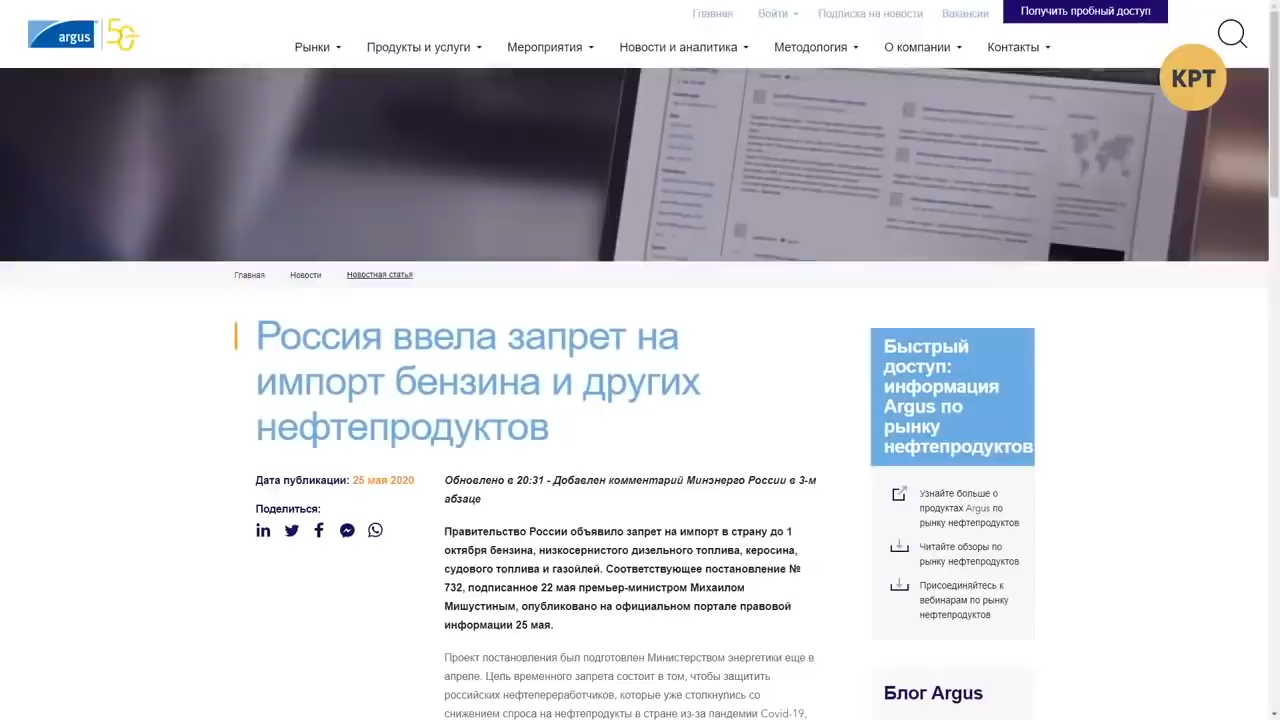 argus
50
Главная
Войти
Подписка на новости
Вакансии
Получить пробный доступ
Рынки
Продукты и услуги
Мероприятия
Новости и аналитика
Методология
О компании
Контакты
КРТ
Главная
Новости
Новостная статья
Россия ввела запрет на
импорт бензина и других
нефтепродуктов
Дата публикации: 25 мая 2020
Поделиться:
Обновлено в 20:31 - Добавлен комментарий Минэнерго России в 3-м
абзаце
Правительство России объявило запрет на импорт в страну до 1
октября бензина, низкосернистого дизельного топлива, керосина,
судового топлива и газойлей. Соответствующее постановление №
732, подписанное 22 мая премьер-министром Михаилом
Мишустиным, опубликовано на официальном портале правовой
информации 25 мая.
Проект постановления был подготовлен Министерством энергетики еще в
апреле. Цель временного запрета состоит в том, чтобы защитить
российских нефтепереработчиков, которые уже столкнулись со
снижением спроса на нефтепродукты в стране из-за пандемии Covid-19,
Быстрый
доступ:
информация
Argus по
рынку
нефтепродуктов
Узнайте больше о
продуктах Argus по
рынку нефтепродуктов
Читайте обзоры по
рынку нефтепродуктов
Присоединяйтесь к
вебинарам по рынку
нефтепродуктов
Блог Argus